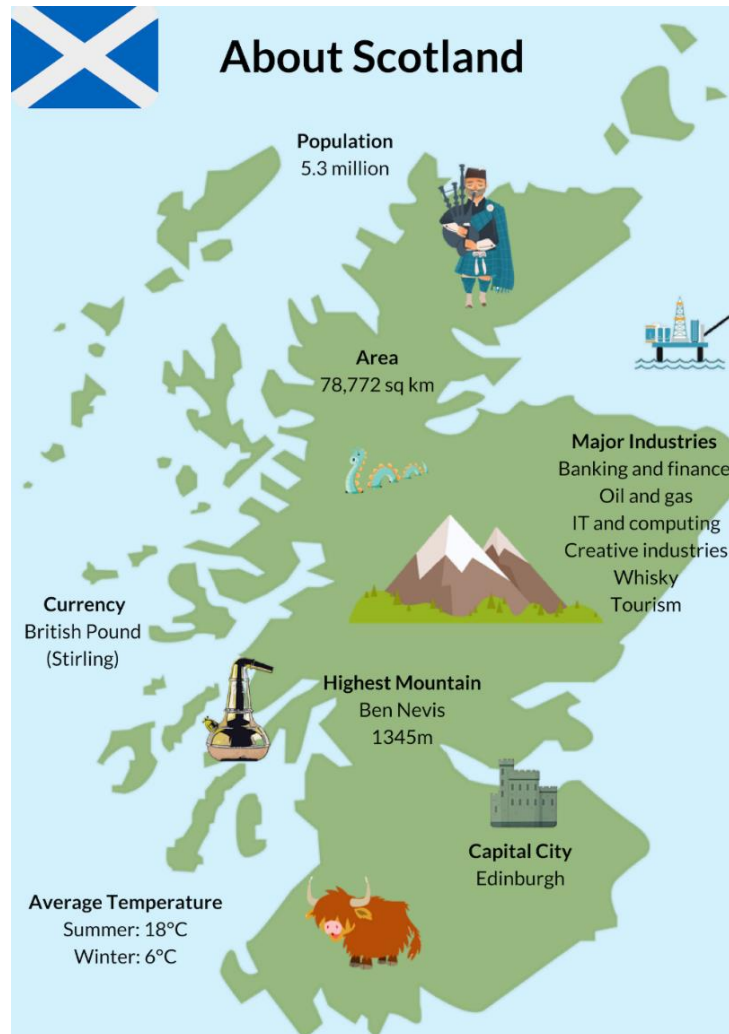 About Scotland
Population
5.3 million
Area
78,772 sq km
Major Industries
Banking and finance
Oil and gas
IT and computing
Creative industries
Whisky
Tourism
Currency
British Pound
(Stirling)
Highest Mountain
Ben Nevis
1345m
Capital City
Edinburgh
Average Temperature
Summer: 18°C
Winter: 6°C